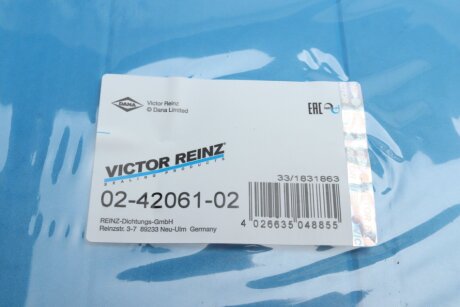 DANA
Victor Reinz
© Dana Limited
EAC
VICTOR REINZ®
SEALING PRODUCTS
02-42061-02
33/1831863
4 026635 048855
REINZ-Dichtungs-GmbH
Reinzstr. 3-7 89233 Neu-Ulm Germany